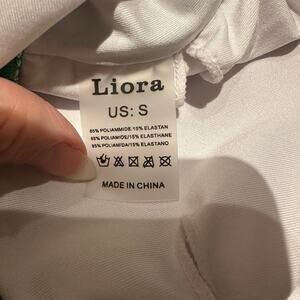 Liora
US: S
85% POLIAMMIDE/15% ELASTAN
85% POLIAMIDE/15% ELASTHANE
85% POLIAMIDA/15% ELASTANO
MADE IN CHINA